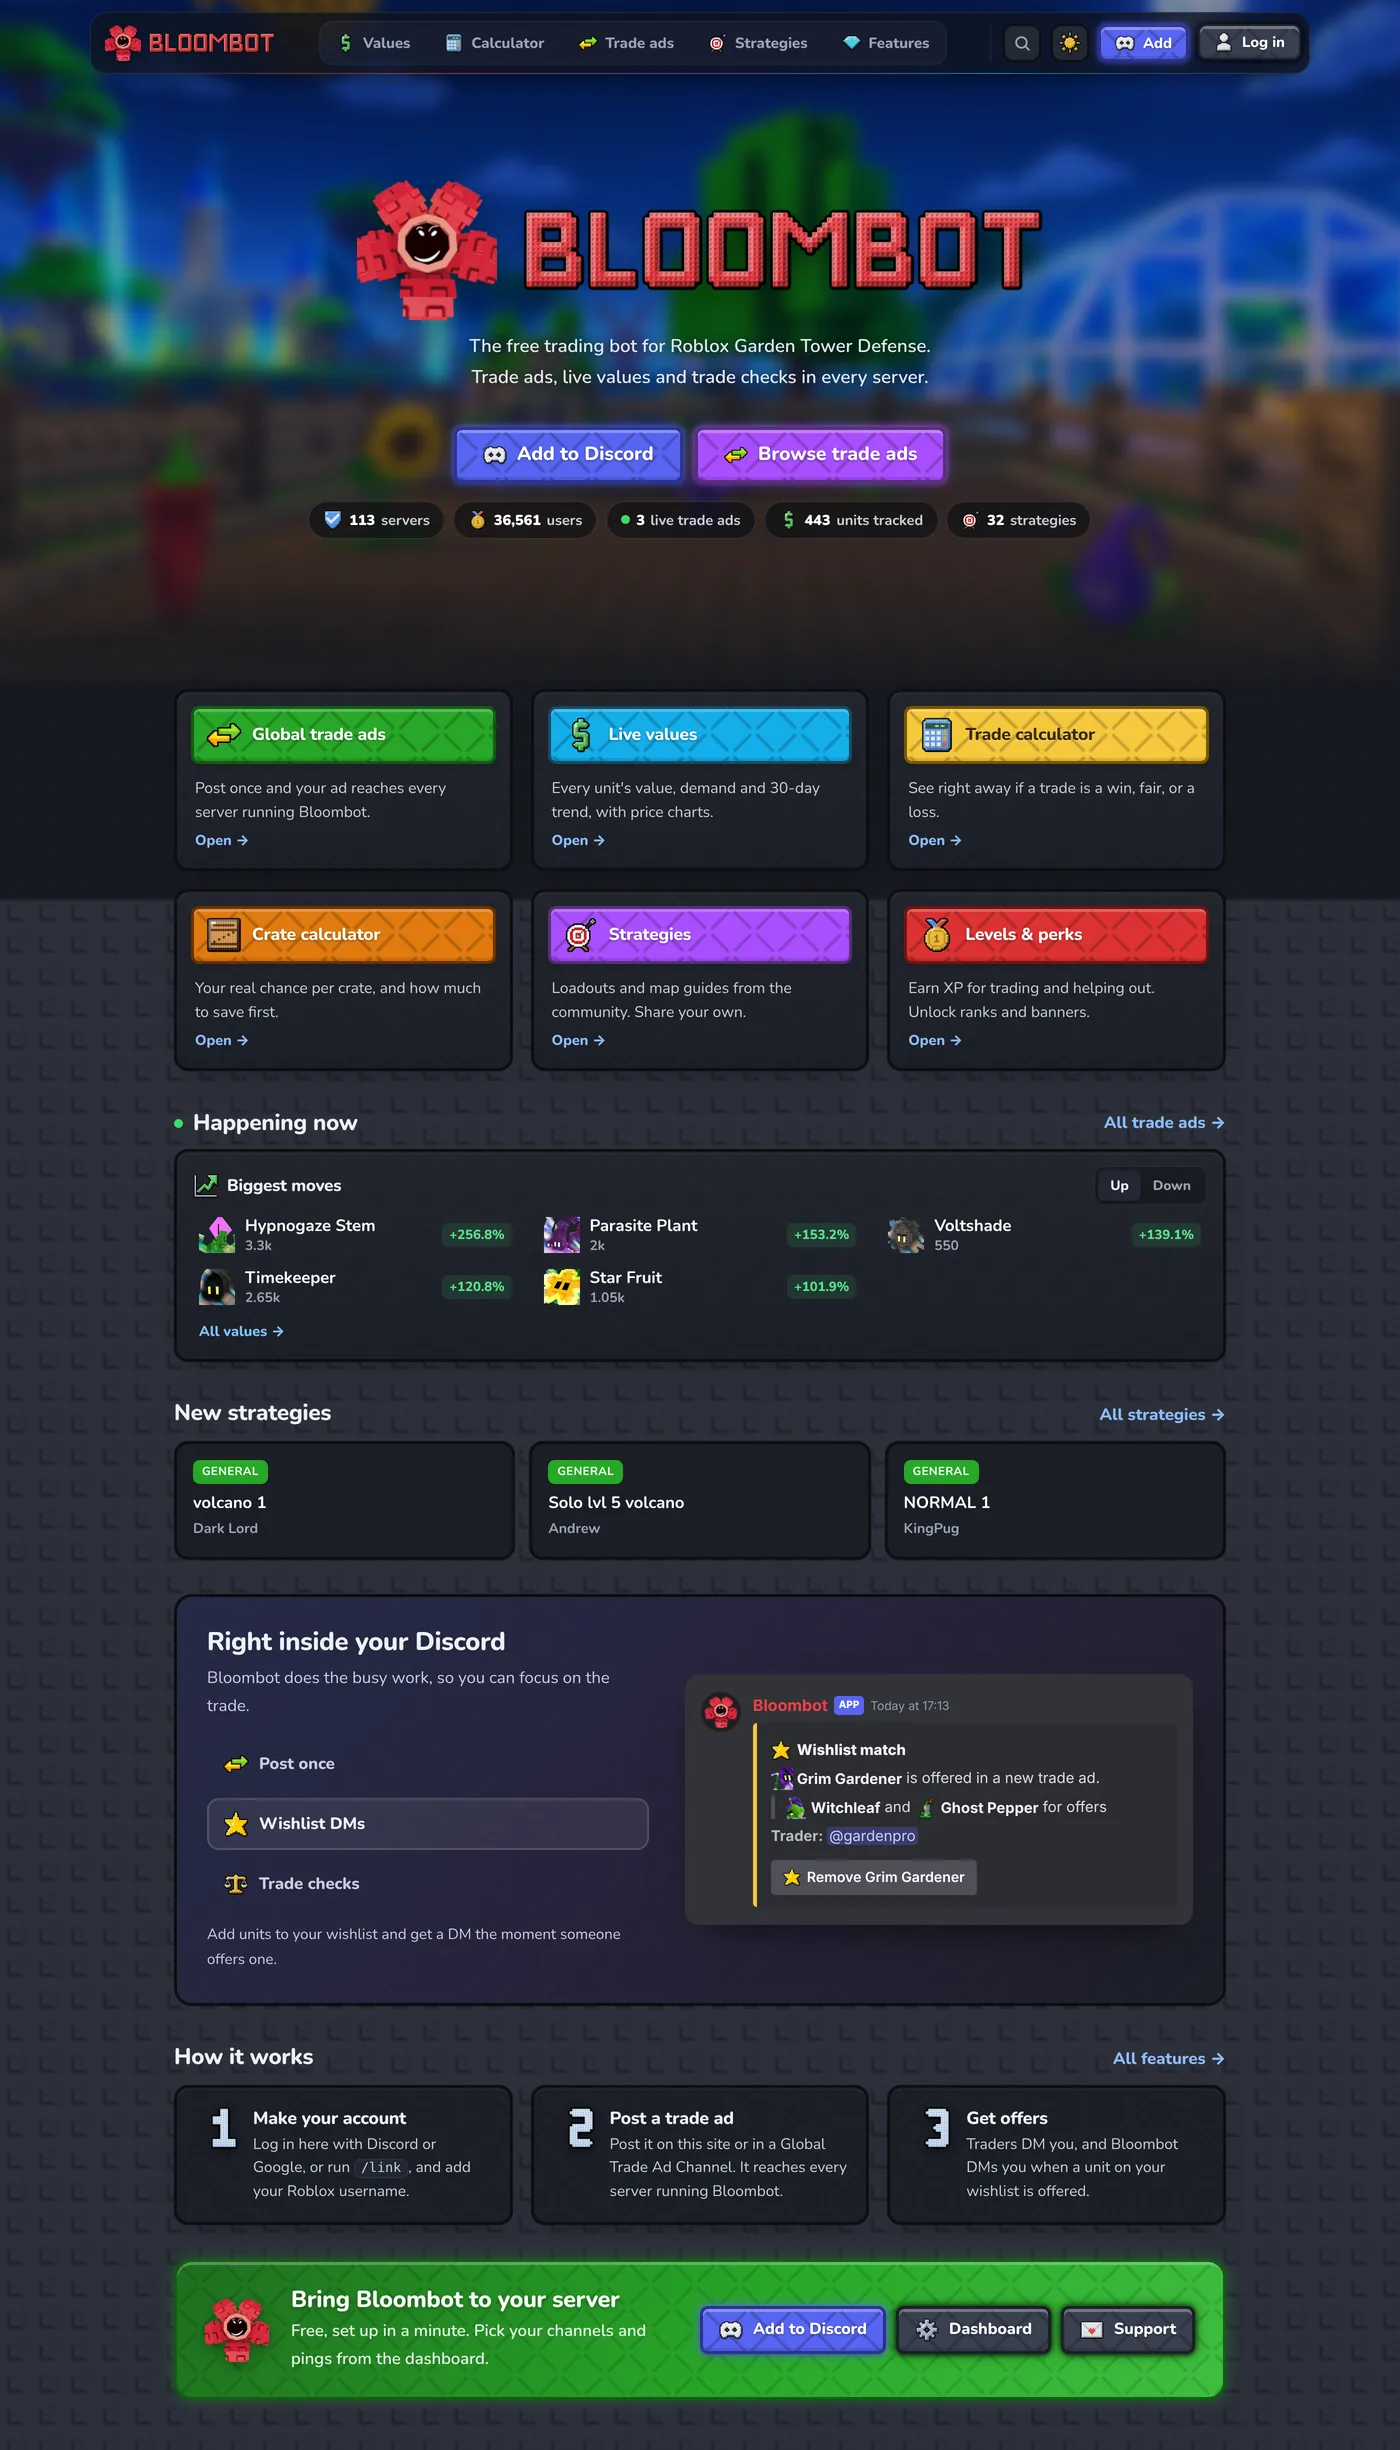 BLOOMBOT
Values
Calculator
Trade ads
Strategies
Features
Add
Log in
BLOOMBOT
The free trading bot for Roblox Garden Tower Defense.
Trade ads, live values and trade checks in every server.
Add to Discord
Browse trade ads
113 servers
36,561 users
3 live trade ads
443 units tracked
32 strategies
Global trade ads
Post once and your ad reaches every
server running Bloombot.
Open →
Live values
Every unit's value, demand and 30-day
trend, with price charts.
Open →
Trade calculator
See right away if a trade is a win, fair, or a
loss.
Open →
Crate calculator
Your real chance per crate, and how much
to save first.
Open →
Strategies
Loadouts and map guides from the
community. Share your own.
Open →
Levels & perks
Earn XP for trading and helping out.
Unlock ranks and banners.
Open →
Happening now
All trade ads →
Biggest moves
Up
Down
Hypnogaze Stem
3.3k
+256.8%
Parasite Plant
2k
+153.2%
Voltshade
550
+139.1%
Timekeeper
2.65k
+120.8%
Star Fruit
1.05k
+101.9%
All values →
New strategies
All strategies →
GENERAL
volcano 1
Dark Lord
GENERAL
Solo lvl 5 volcano
Andrew
GENERAL
NORMAL 1
KingPug
Right inside your Discord
Bloombot does the busy work, so you can focus on the
trade.
Post once
Wishlist DMs
Trade checks
Add units to your wishlist and get a DM the moment someone
offers one.
Bloombot APP Today at 17:13
Wishlist match
Grim Gardener is offered in a new trade ad.
Witchleaf and Ghost Pepper for offers
Trader: @gardenpro
Remove Grim Gardener
How it works
All features →
1
Make your account
Log in here with Discord or
Google, or run /link, and add
your Roblox username.
2
Post a trade ad
Post it on this site or in a Global
Trade Ad Channel. It reaches every
server running Bloombot.
3
Get offers
Traders DM you, and Bloombot
DMs you when a unit on your
wishlist is offered.
Bring Bloombot to your server
Free, set up in a minute. Pick your channels and
pings from the dashboard.
Add to Discord
Dashboard
Support